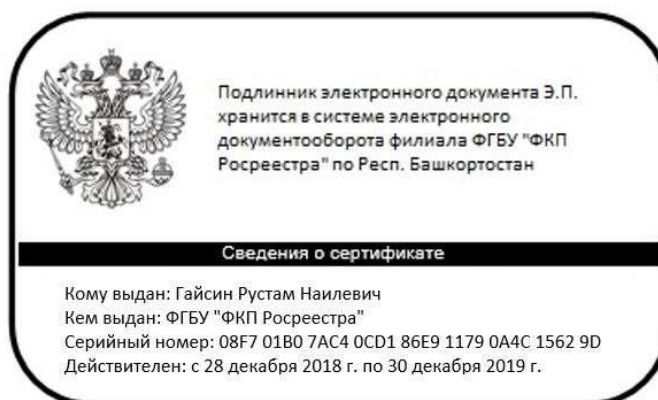 Подлинник электронного документа Э.П.
хранится в системе электронного
документооборота филиала ФГБУ "ФКП
Росреестра" по Респ. Башкортостан
Сведения о сертификате
Кому выдан: Гайсин Рустам Наилевич
Кем выдан: ФГБУ "ФКП Росреестра"
Серийный номер: 08F7 01B0 7AC4 0CD1 86E9 1179 0A4C 1562 9D
Действителен: с 28 декабря 2018 г. по 30 декабря 2019 г.